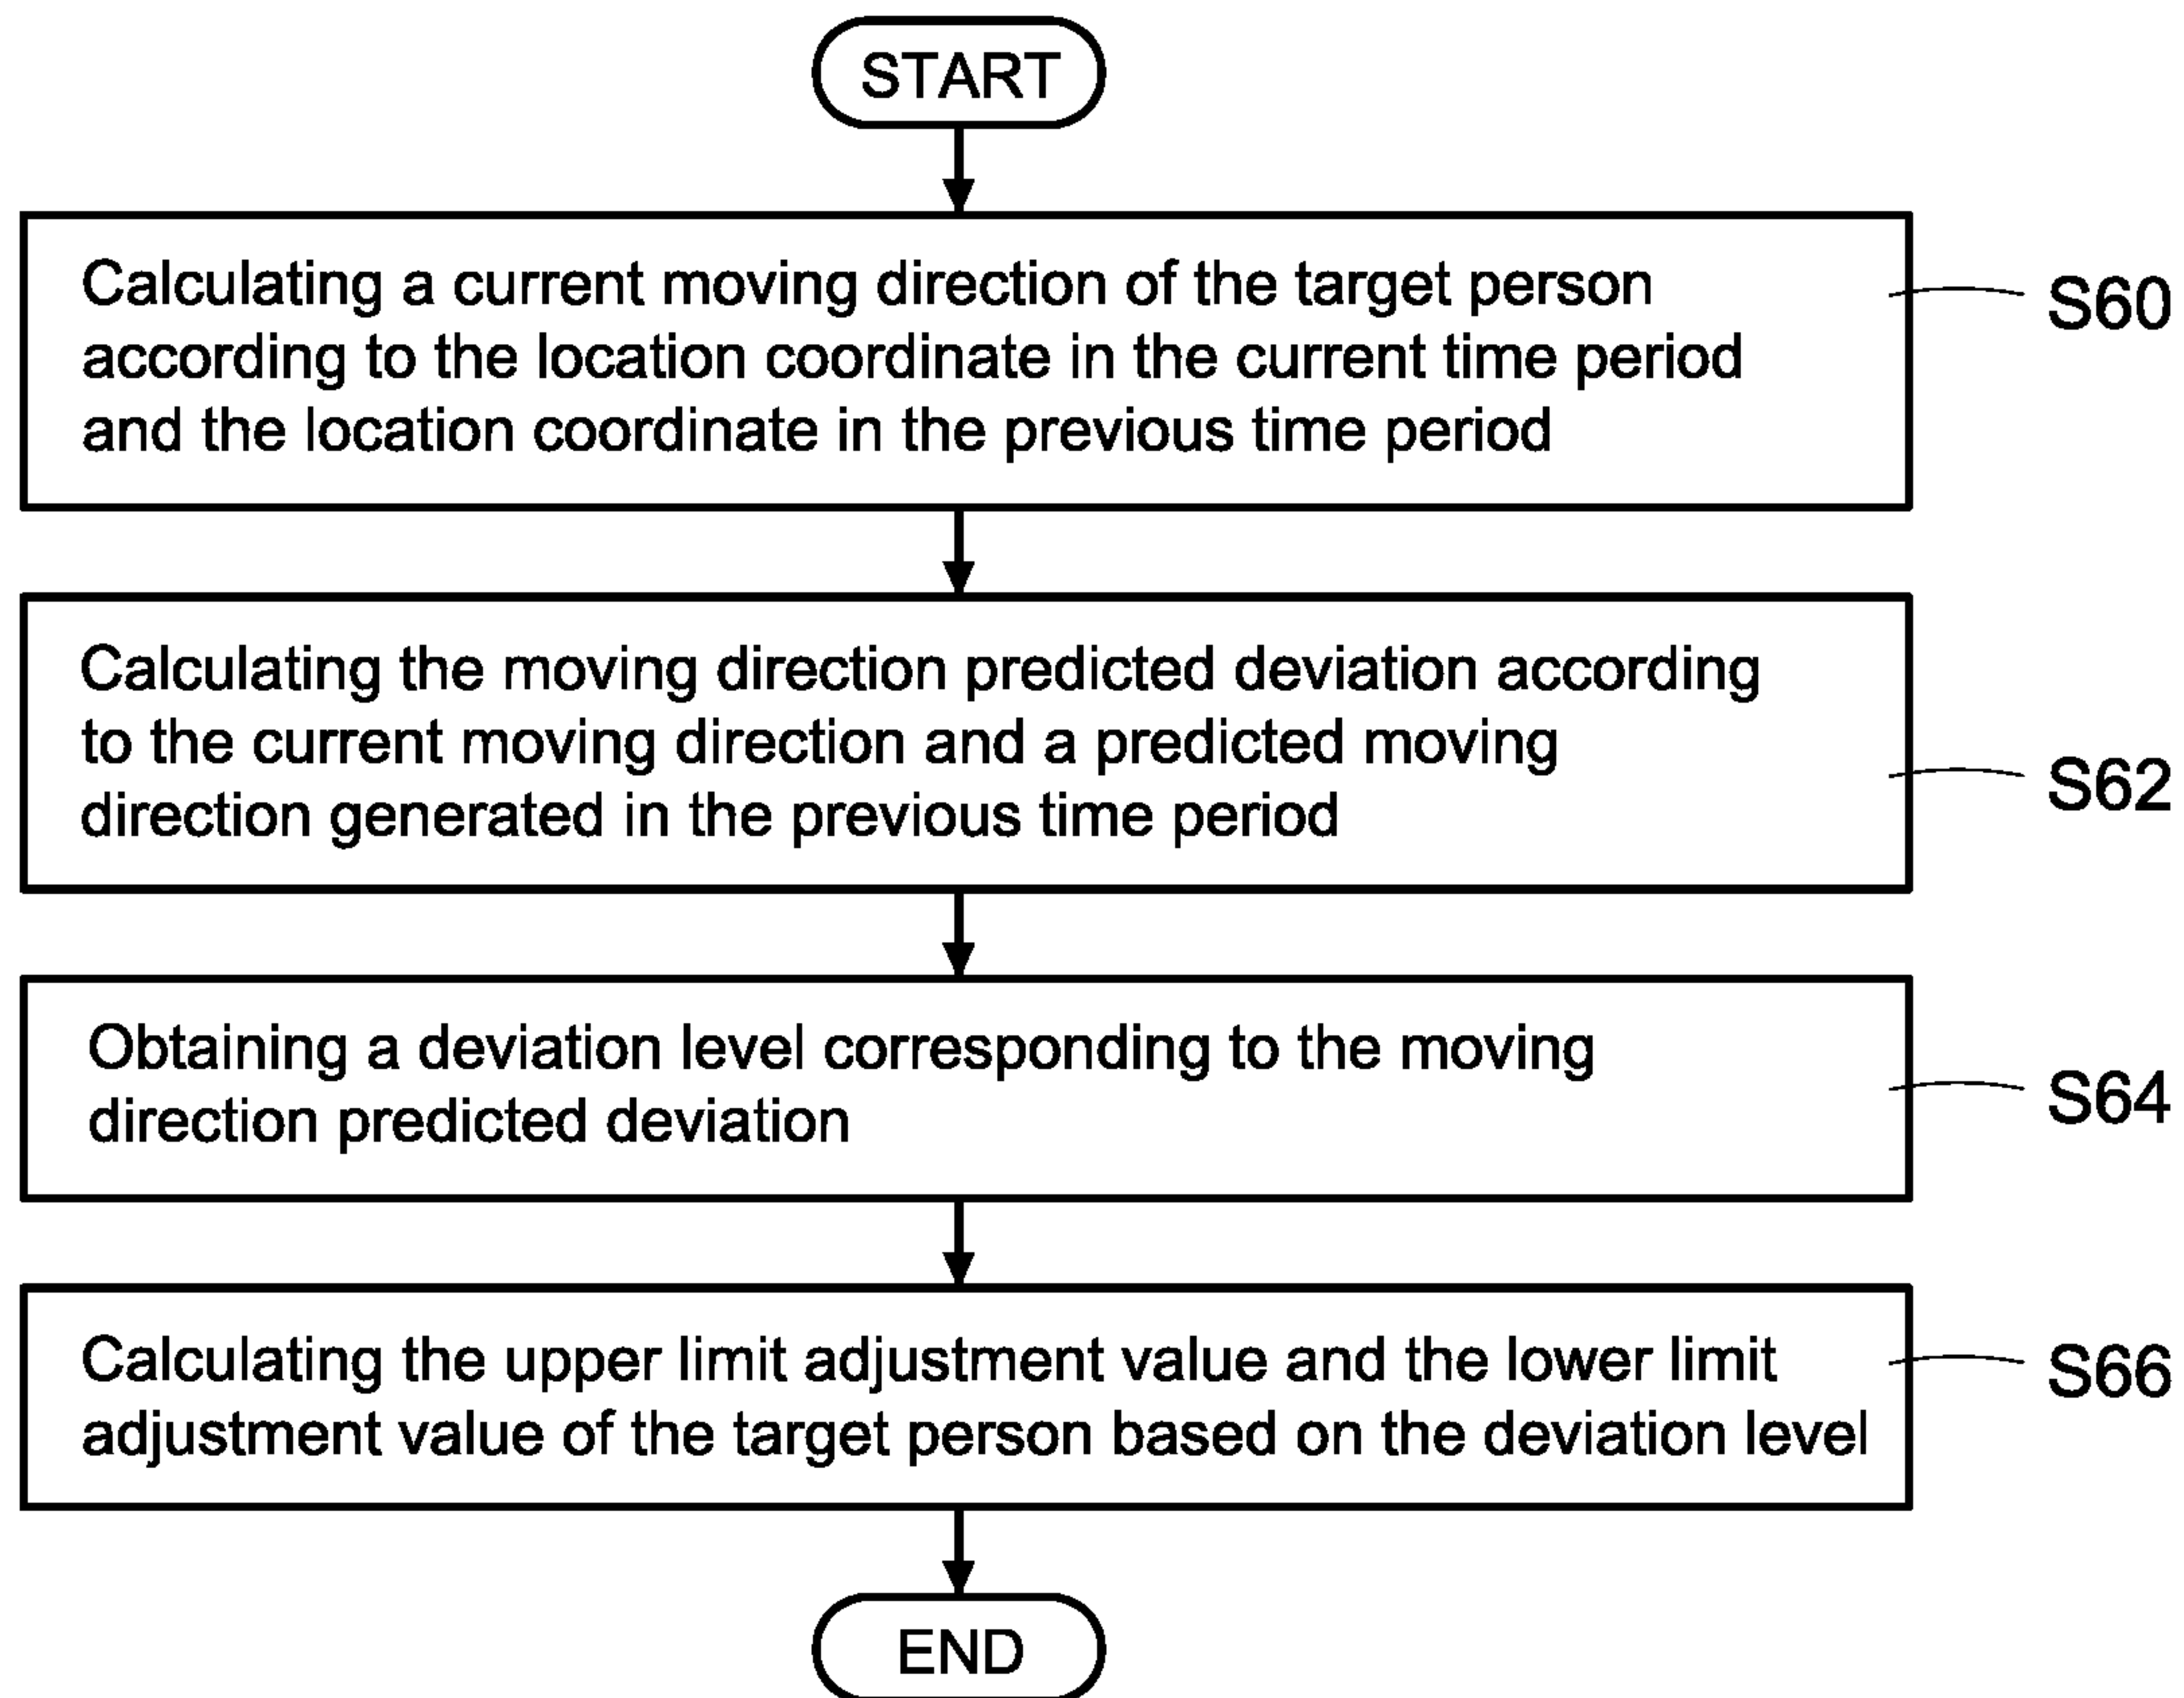 START
Calculating a current moving direction of the target person
according to the location coordinate in the current time period
and the location coordinate in the previous time period
S60
Calculating the moving direction predicted deviation according
to the current moving direction and a predicted moving
direction generated in the previous time period
S62
Obtaining a deviation level corresponding to the moving
direction predicted deviation
S64
Calculating the upper limit adjustment value and the lower limit
adjustment value of the target person based on the deviation level
S66
END